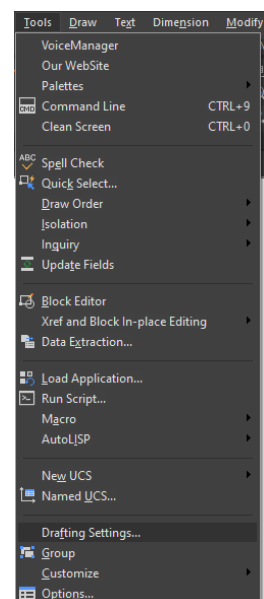 Tools Draw Text Dimension Modify
VoiceManager
Our WebSite
Palettes
CMD Command Line CTRL+9
Clean Screen CTRL+0
ABC Spell Check
Quick Select...
Draw Order
Isolation
Inquiry
Update Fields
Block Editor
Xref and Block In-place Editing
Data Extraction...
Load Application...
Run Script...
Macro
AutoLISP
New UCS
Named UCS...
Drafting Settings...
Group
Customize
Options...